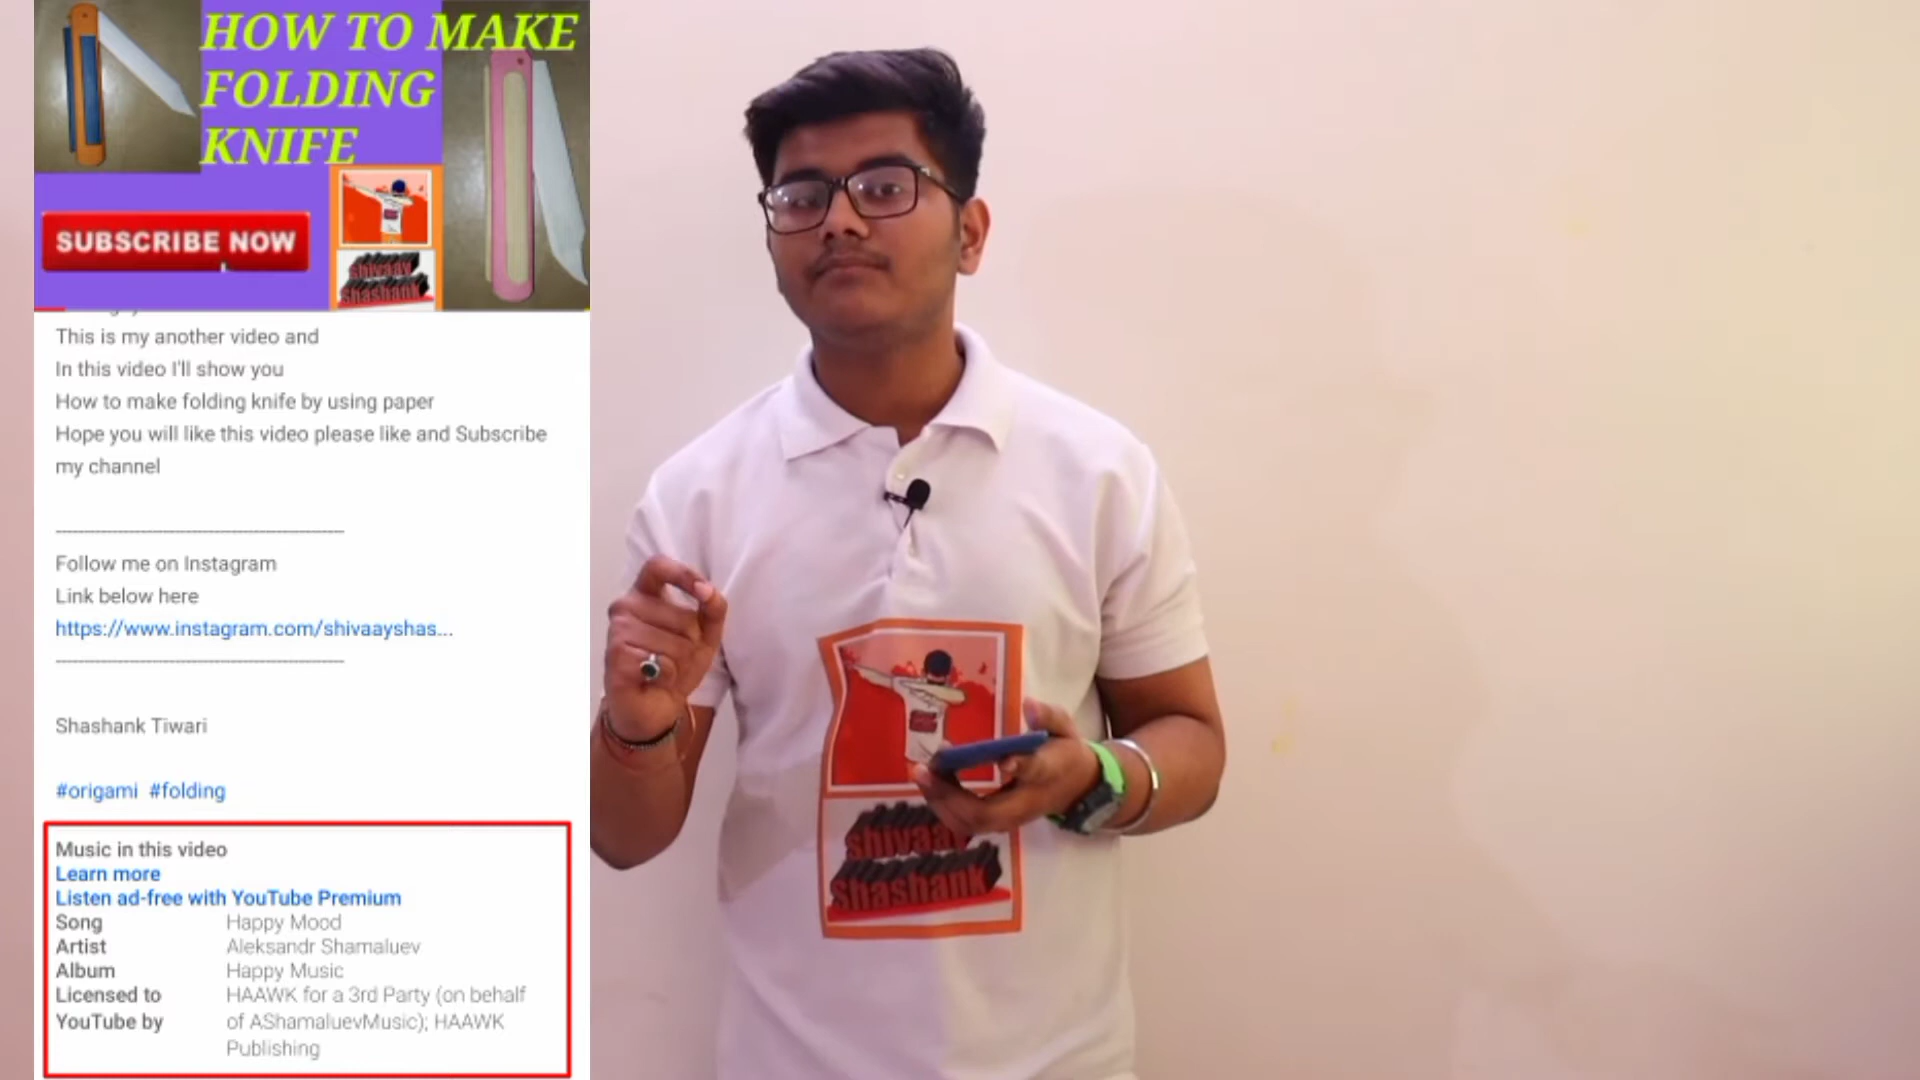 HOW TO MAKE
FOLDING
KNIFE
SUBSCRIBE NOW
shivaay
shashank
This is my another video and
In this video I'll show you
How to make folding knife by using paper
Hope you will like this video please like and Subscribe
my channel
Follow me on Instagram
Link below here
https://www.instagram.com/shivaayshas...
Shashank Tiwari
#origami #folding
Music in this video
Learn more
Listen ad-free with YouTube Premium
Song Happy Mood
Artist Aleksandr Shamaluev
Album Happy Music
Licensed to HAAWK for a 3rd Party (on behalf
YouTube by of AShamaluevMusic); HAAWK
Publishing
shivaay
Shashank